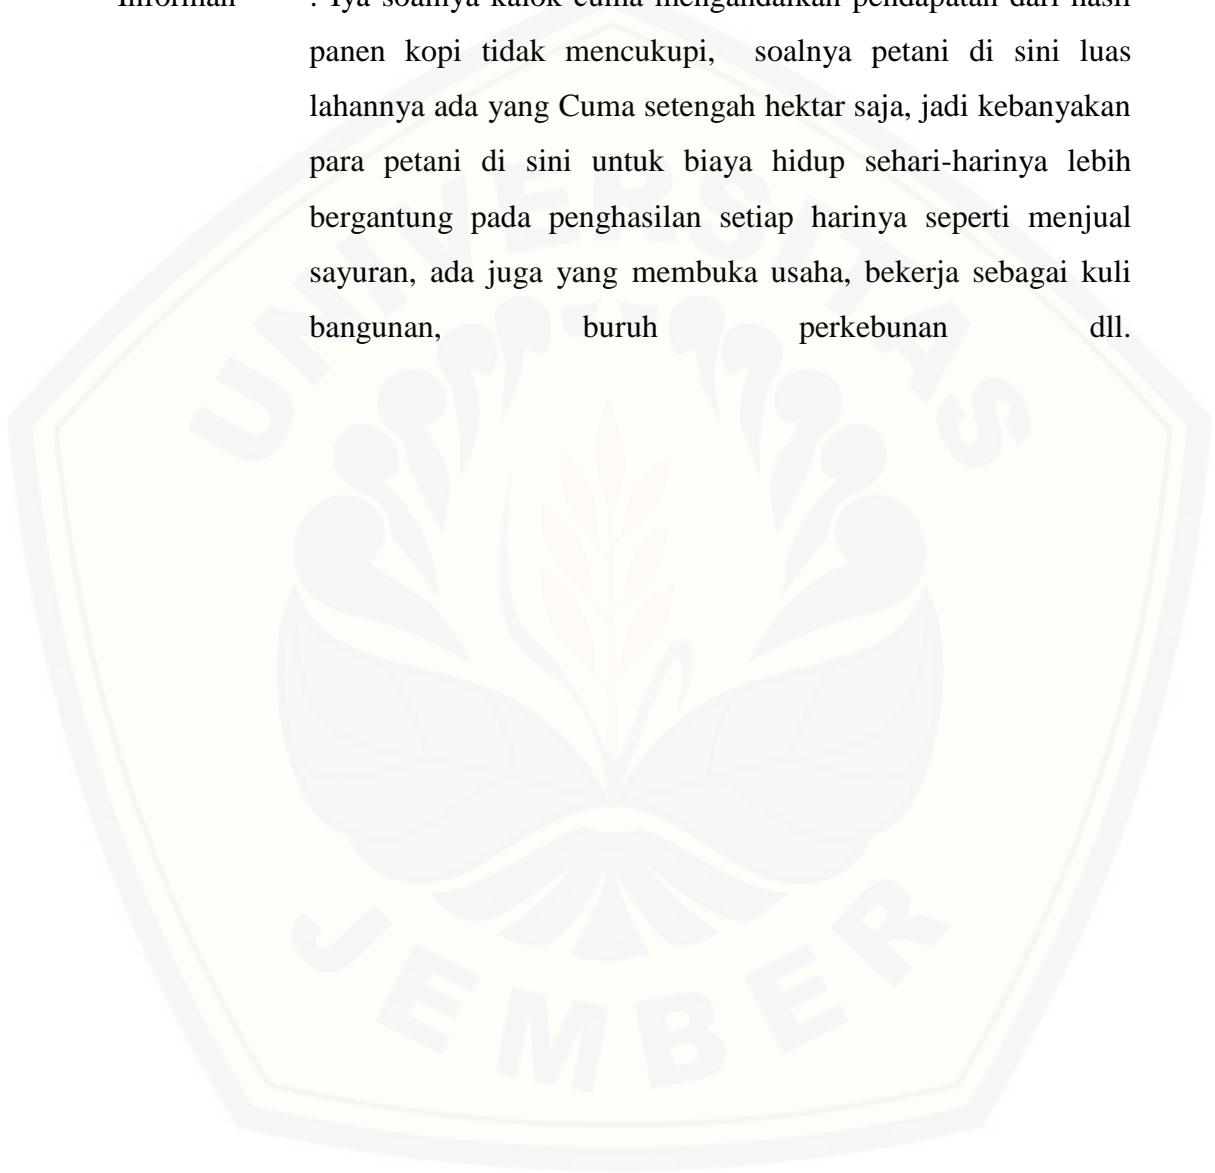 Informan : Iya soalnya kalok cuma mengandalkan pendapatan dari hasil
panen kopi tidak mencukupi, soalnya petani di sini luas
lahannya ada yang Cuma setengah hektar saja, jadi kebanyakan
para petani di sini untuk biaya hidup sehari-harinya lebih
bergantung pada penghasilan setiap harinya seperti menjual
sayuran, ada juga yang membuka usaha, bekerja sebagai kuli
bangunan, buruh perkebunan dll.
UNIVERSITAS
JEMBER